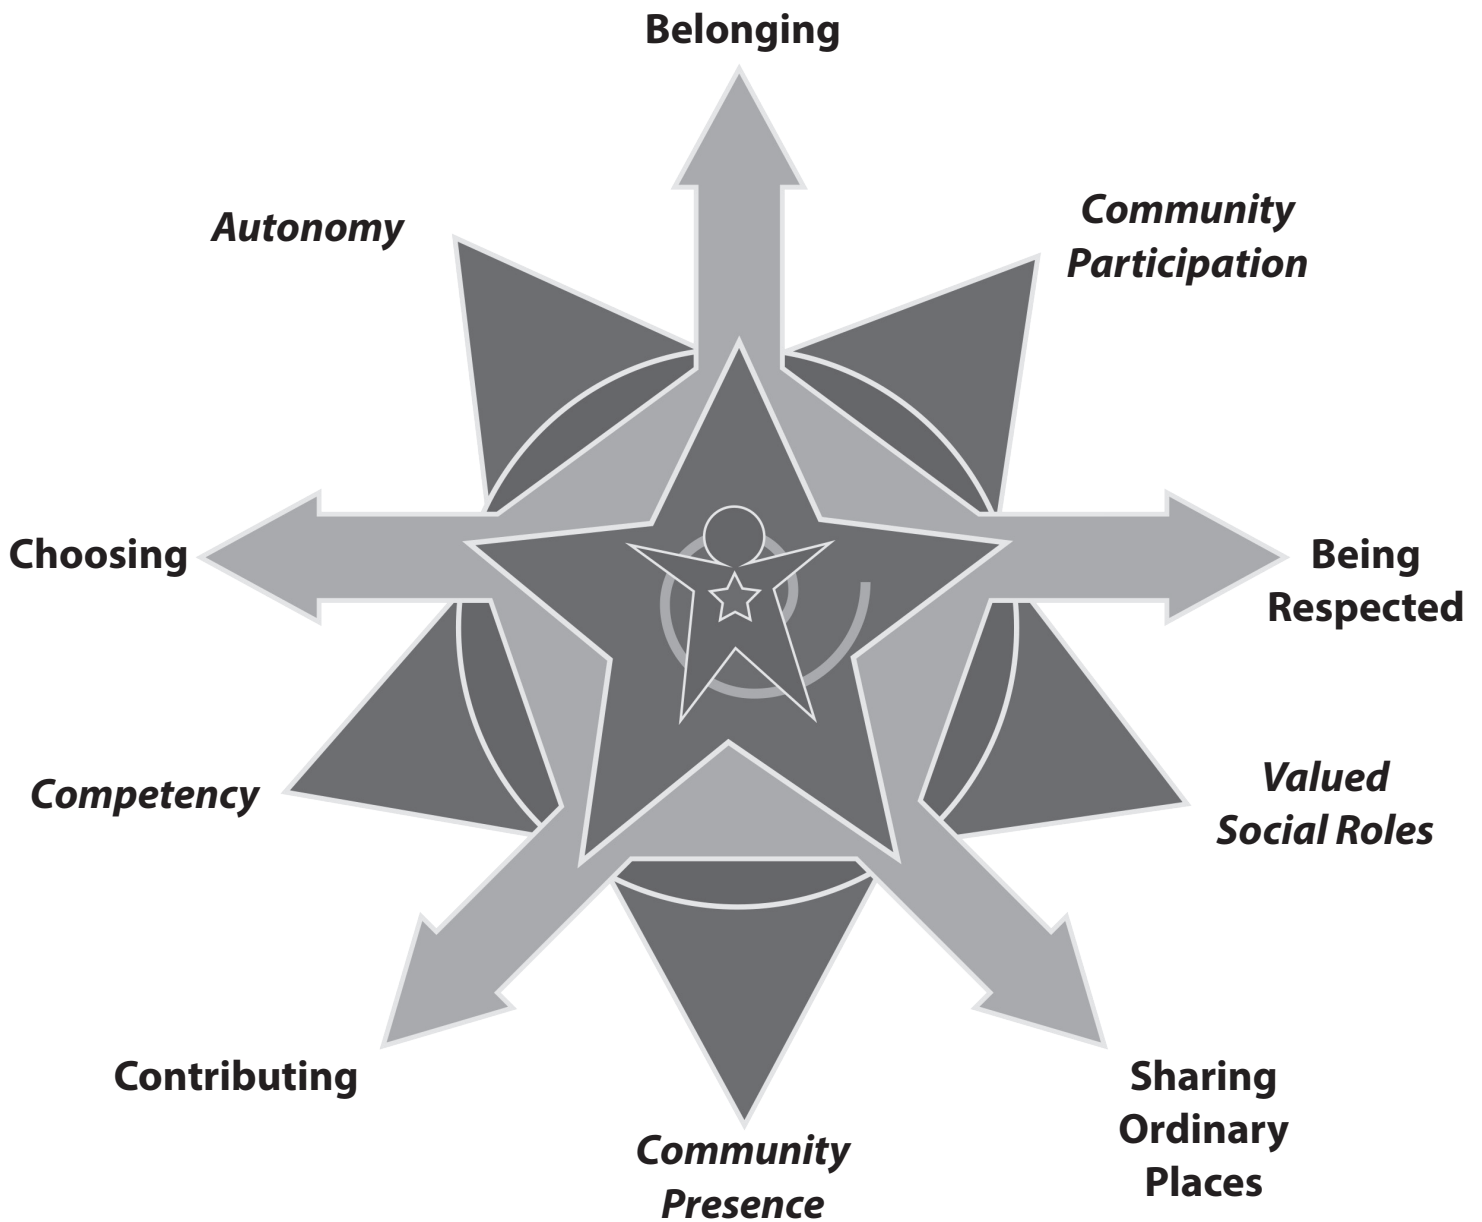 Belonging
Autonomy
Community
Participation
Choosing
Being
Respected
Competency
Valued
Social Roles
Contributing
Sharing
Ordinary
Places
Community
Presence